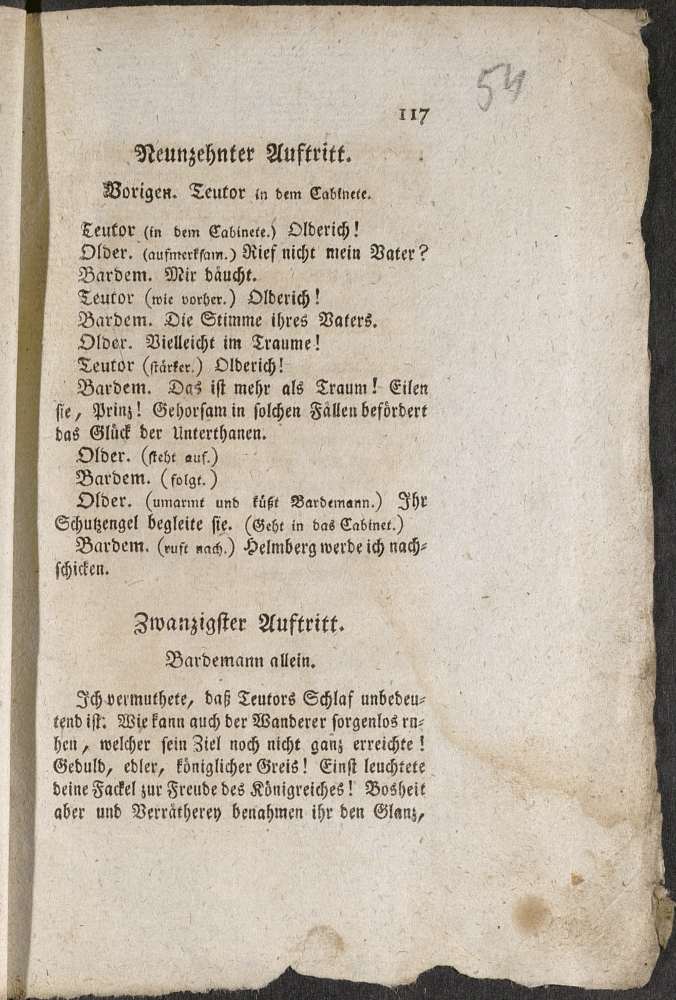 54
117
Neunzehnter Auftritt.
Vorigen. Teutor in dem Cabinete.
Teutor (in dem Cabinete.) Olderich!
Older. (aufmerksam.) Rief nicht mein Vater?
Bardem. Mir däucht.
Teutor (wie vorher.) Olderich!
Bardem. Die Stimme ihres Vaters.
Older. Vielleicht im Traume!
Teutor (stärker.) Olderich!
Bardem. Das ist mehr als Traum! Eilen
sie, Prinz! Gehorsam in solchen Fällen befördert
das Glück der Unterthanen.
Older. (steht auf.)
Bardem. (folgt.)
Older. (umarmt und küßt Bardemann.) Ihr
Schutzengel begleite sie. (Geht in das Cabinet.)
Bardem. (ruft nach.) Helmberg werde ich nach-
schicken.
Zwanzigster Auftritt.
Bardemann allein.
Ich vermuthete, daß Teutors Schlaf unbedeu-
tend ist. Wie kann auch der Wanderer sorgenlos ru-
hen, welcher sein Ziel noch nicht ganz erreichte!
Geduld, edler, königlicher Greis! Einst leuchtete
deine Fackel zur Freude des Königreiches! Bosheit
aber und Verrätherey benahmen ihr den Glanz,